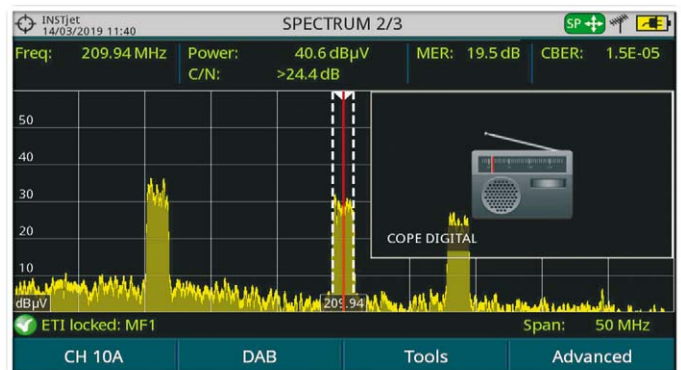 INSTjet
14/03/2019 11:40
SPECTRUM 2/3
SP
Freq: 209.94 MHz Power: 40.6 dBµV MER: 19.5 dB CBER: 1.5E-05
C/N: >24.4 dB
50
40
30
20
COPE DIGITAL
10
dBµV
209.94
ETI locked: MF1
Span: 50 MHz
CH 10A DAB Tools Advanced